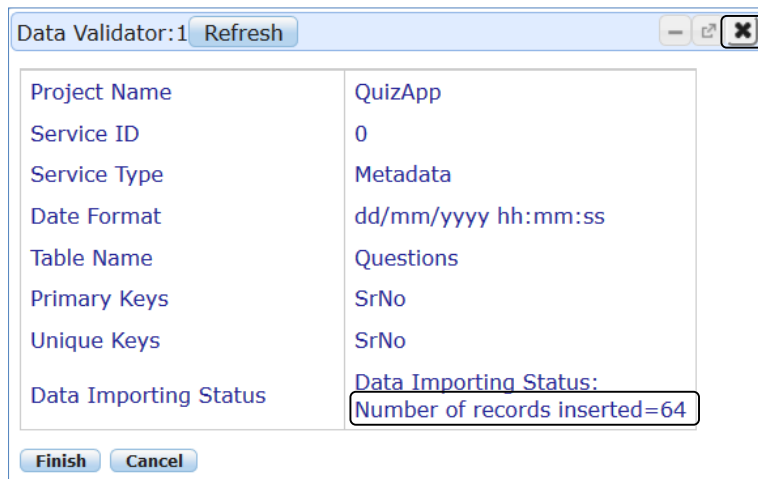 Data Validator:1 Refresh
Project Name QuizApp
Service ID 0
Service Type Metadata
Date Format dd/mm/yyyy hh:mm:ss
Table Name Questions
Primary Keys SrNo
Unique Keys SrNo
Data Importing Status Data Importing Status:
Number of records inserted=64
Finish Cancel